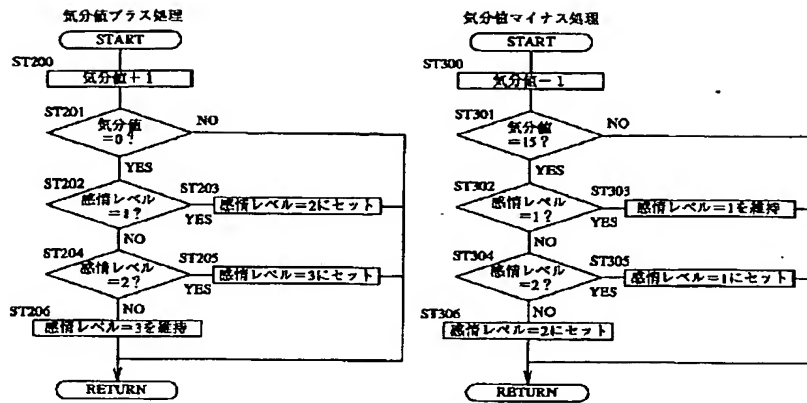 気分値プラス処理
START
ST200
気分値+1
ST201
気分値
=0?
NO
YES
ST202
感情レベル
=1?
YES
ST203
感情レベル=2にセット
NO
ST204
感情レベル
=2?
YES
ST205
感情レベル=3にセット
NO
ST206
感情レベル=3を維持
RETURN
気分値マイナス処理
START
ST300
気分値-1
ST301
気分値
=15?
NO
YES
ST302
感情レベル
=1?
YES
ST303
感情レベル=1を維持
NO
ST304
感情レベル
=2?
YES
ST305
感情レベル=1にセット
NO
ST306
感情レベル=2にセット
RETURN